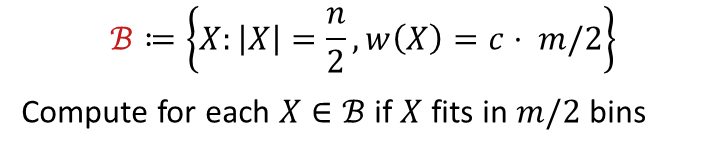 ℬ ≔ {X: |X| = n/2, w(X) = c · m/2}
Compute for each X ∈ ℬ if X fits in m/2 bins